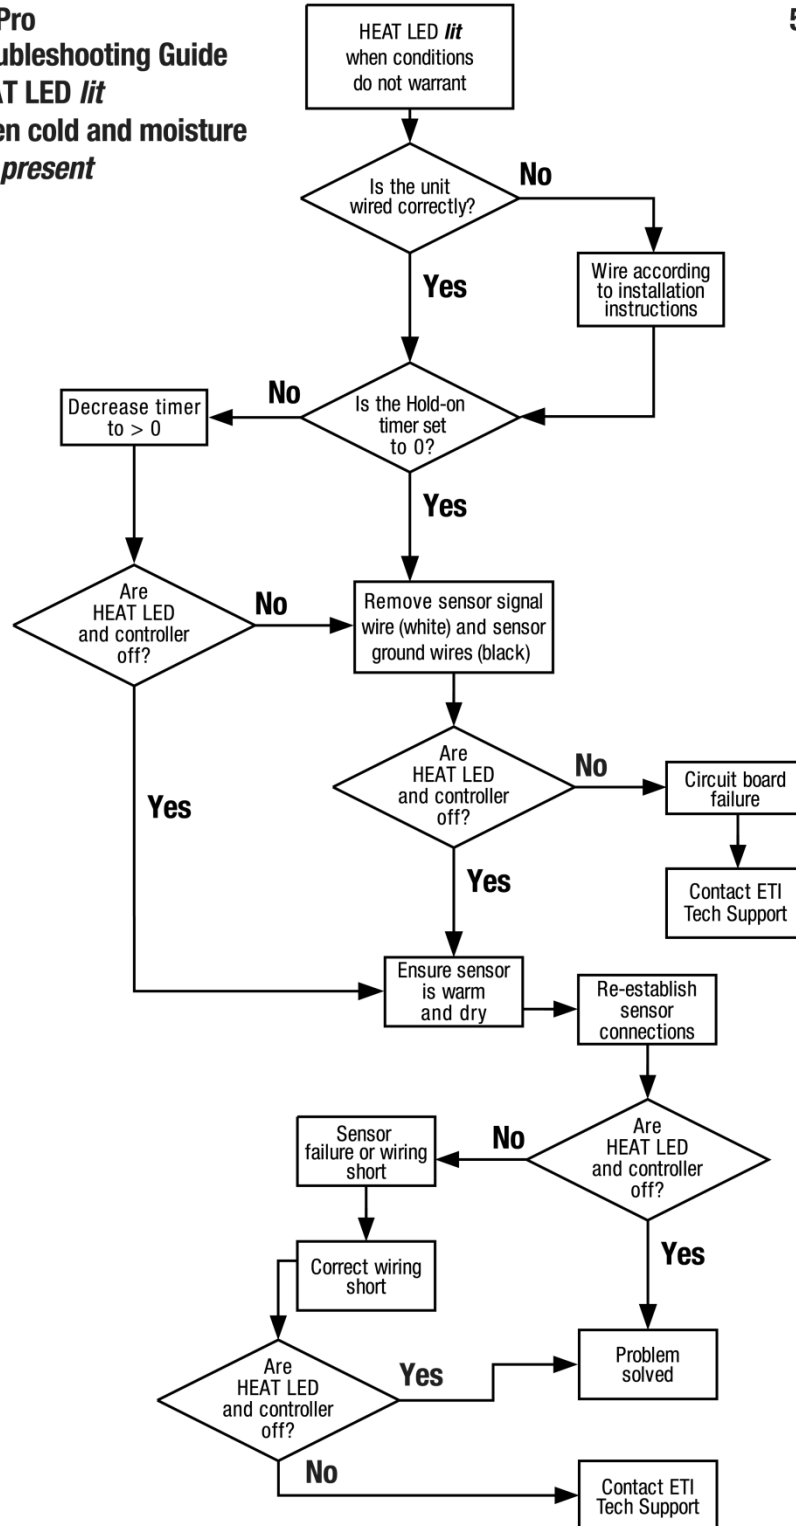 Pro
ubleshooting Guide
AT LED lit
en cold and moisture
present
5
HEAT LED lit
when conditions
do not warrant
Is the unit
wired correctly?
No
Yes
Wire according
to installation
instructions
Is the Hold-on
timer set
to 0?
No
Decrease timer
to > 0
Yes
Are
HEAT LED
and controller
off?
No
Remove sensor signal
wire (white) and sensor
ground wires (black)
Are
HEAT LED
and controller
off?
No
Circuit board
failure
Yes
Yes
Contact ETI
Tech Support
Ensure sensor
is warm
and dry
Re-establish
sensor
connections
Are
HEAT LED
and controller
off?
No
Sensor
failure or wiring
short
Yes
Correct wiring
short
Are
HEAT LED
and controller
off?
Yes
Problem
solved
No
Contact ETI
Tech Support